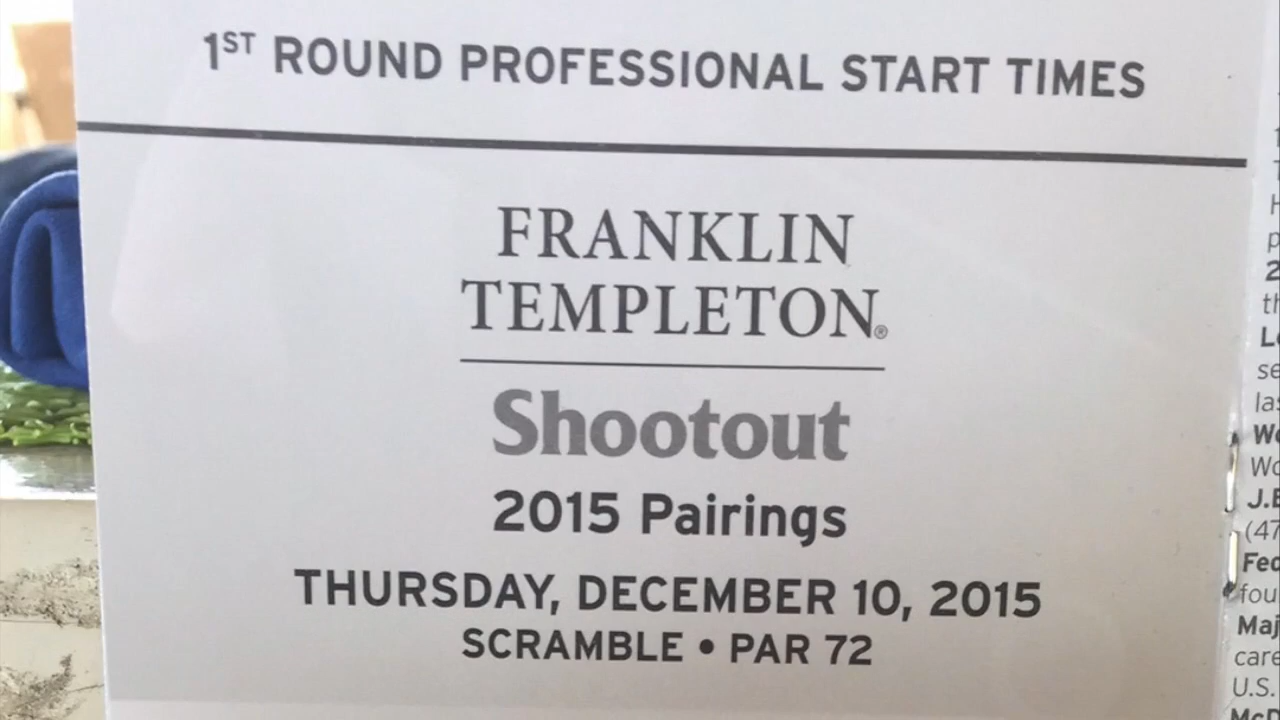 1ST ROUND PROFESSIONAL START TIMES
FRANKLIN
TEMPLETON®
Shootout
2015 Pairings
THURSDAY, DECEMBER 10, 2015
SCRAMBLE • PAR 72